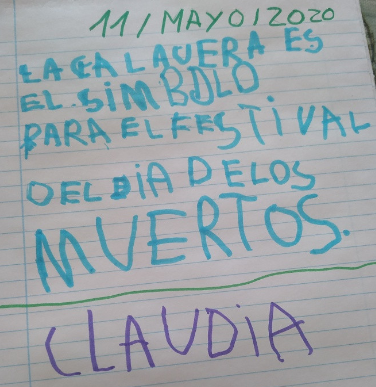 11/MAYO/2020
LA CALAVERA ES
EL SIMBOLO
PARA EL FESTIVAL
DEL DIA DE LOS
MUERTOS.
CLAUDIA